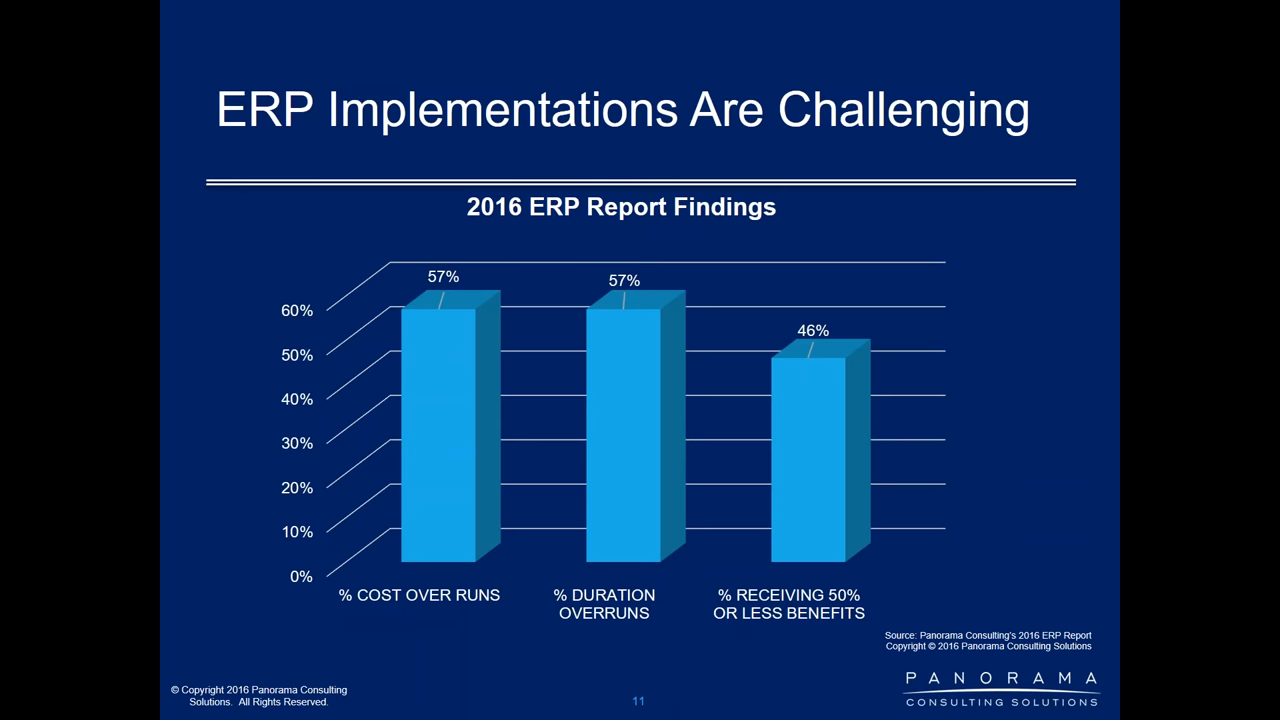 ERP Implementations Are Challenging
2016 ERP Report Findings
57%
57%
46%
60%
50%
40%
30%
20%
10%
0%
% COST OVER RUNS
% DURATION
OVERRUNS
% RECEIVING 50%
OR LESS BENEFITS
Source: Panorama Consulting's 2016 ERP Report
Copyright © 2016 Panorama Consulting Solutions
© Copyright 2016 Panorama Consulting
Solutions. All Rights Reserved.
11
PANORAMA
CONSULTING SOLUTIONS